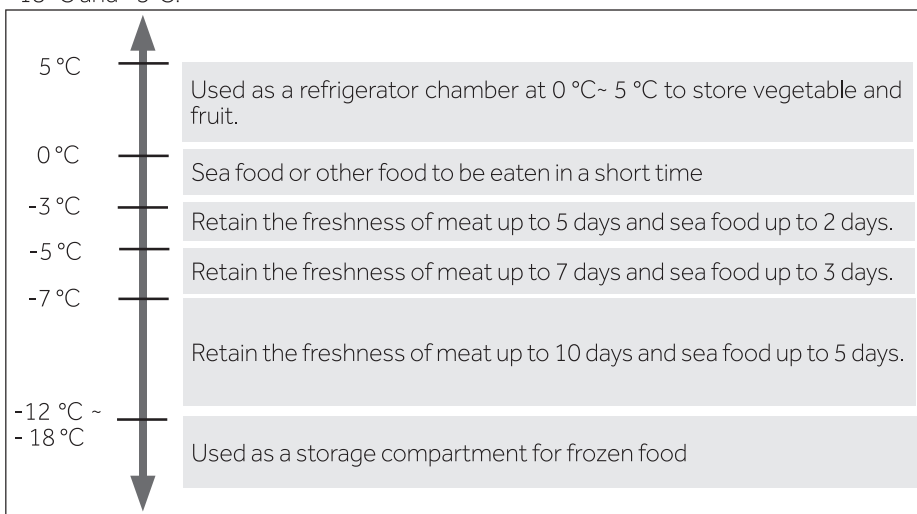 5 °C
Used as a refrigerator chamber at 0 °C~ 5 °C to store vegetable and
fruit.
0 °C
Sea food or other food to be eaten in a short time
-3 °C
Retain the freshness of meat up to 5 days and sea food up to 2 days.
-5 °C
Retain the freshness of meat up to 7 days and sea food up to 3 days.
-7 °C
Retain the freshness of meat up to 10 days and sea food up to 5 days.
-12 °C ~
- 18 °C
Used as a storage compartment for frozen food